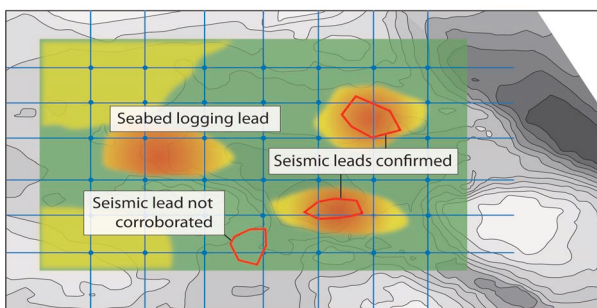 Seabed logging lead
Seismic leads confirmed
Seismic lead not
corroborated